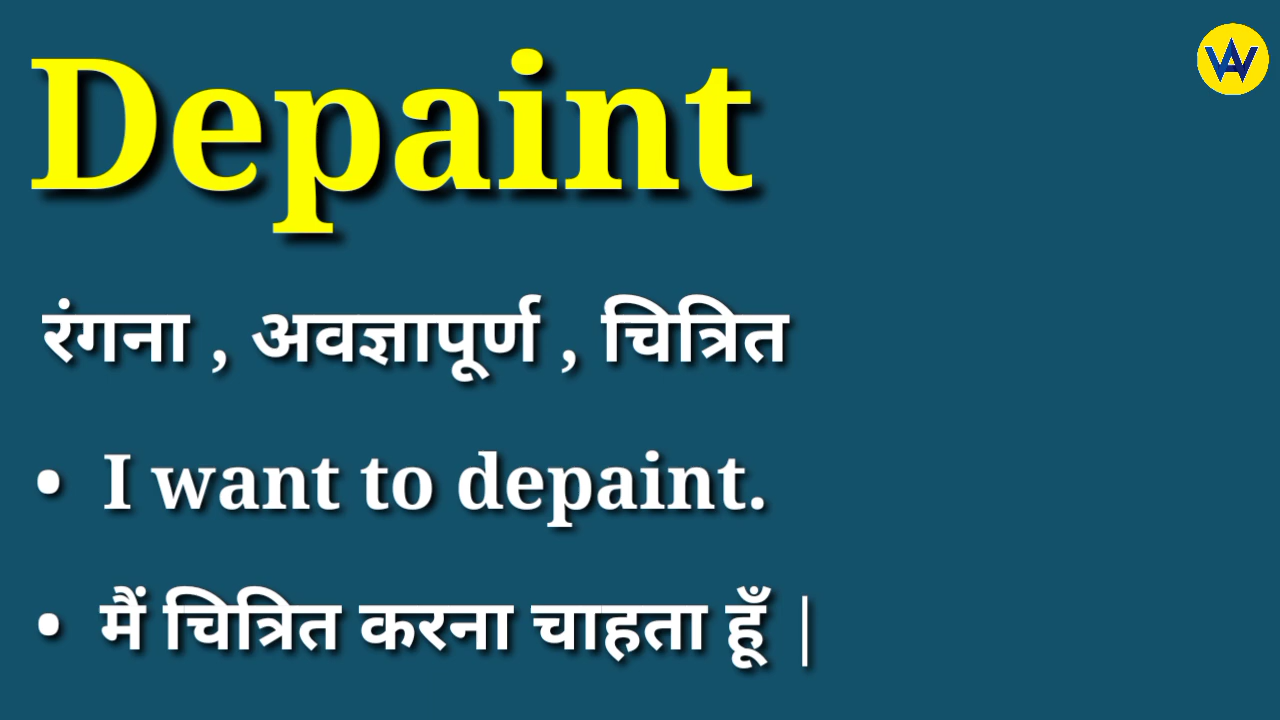 Depaint
रंगना , अवज्ञापूर्ण , चित्रित
• I want to depaint.
• मैं चित्रित करना चाहता हूँ |